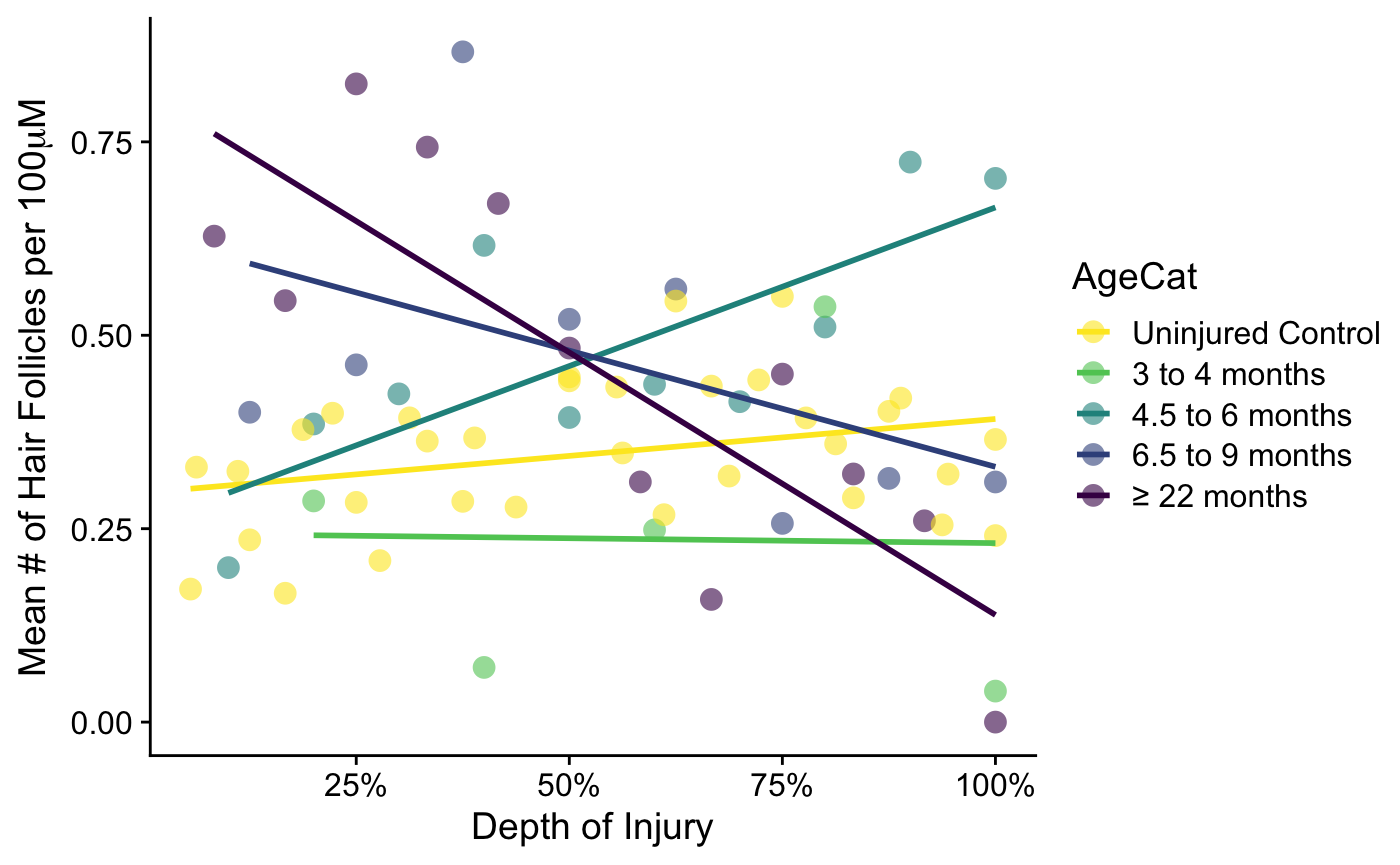 Mean # of Hair Follicles per 100μM
0.75
0.50
0.25
0.00
25%
50%
75%
100%
Depth of Injury
AgeCat
Uninjured Control
3 to 4 months
4.5 to 6 months
6.5 to 9 months
≥ 22 months